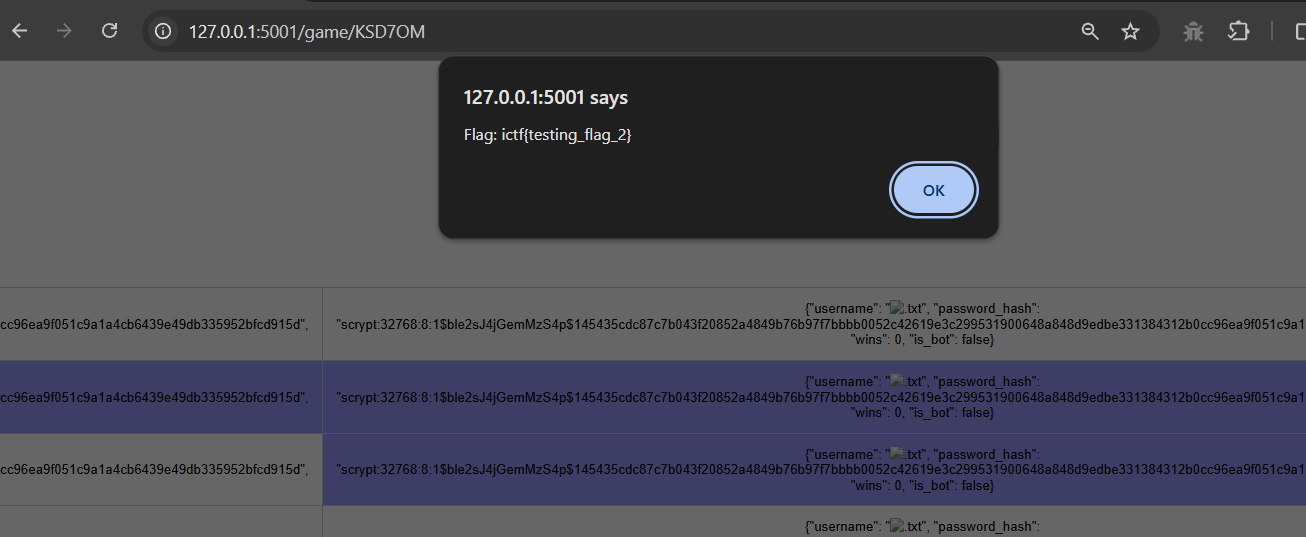 127.0.0.1:5001/game/KSD7OM
127.0.0.1:5001 says
Flag: ictf{testing_flag_2}
OK
{"username": ".txt", "password_hash":
cc96ea9f051c9a1a4cb6439e49db335952bfcd915d",
"scrypt:32768:8:1$ble2sJ4jGemMzS4p$145435cdc87c7b043f20852a4849b76b97f7bbbb0052c42619e3c299531900648a848d9edbe331384312b0cc96ea9f051c9a1
"wins": 0, "is_bot": false}
{"username": ".txt", "password_hash":
cc96ea9f051c9a1a4cb6439e49db335952bfcd915d",
"scrypt:32768:8:1$ble2sJ4jGemMzS4p$145435cdc87c7b043f20852a4849b76b97f7bbbb0052c42619e3c299531900648a848d9edbe331384312b0cc96ea9f051c9a1
"wins": 0, "is_bot": false}
{"username": ".txt", "password_hash":
cc96ea9f051c9a1a4cb6439e49db335952bfcd915d",
"scrypt:32768:8:1$ble2sJ4jGemMzS4p$145435cdc87c7b043f20852a4849b76b97f7bbbb0052c42619e3c299531900648a848d9edbe331384312b0cc96ea9f051c9a1
"wins": 0, "is_bot": false}
{"username": ".txt", "password_hash":